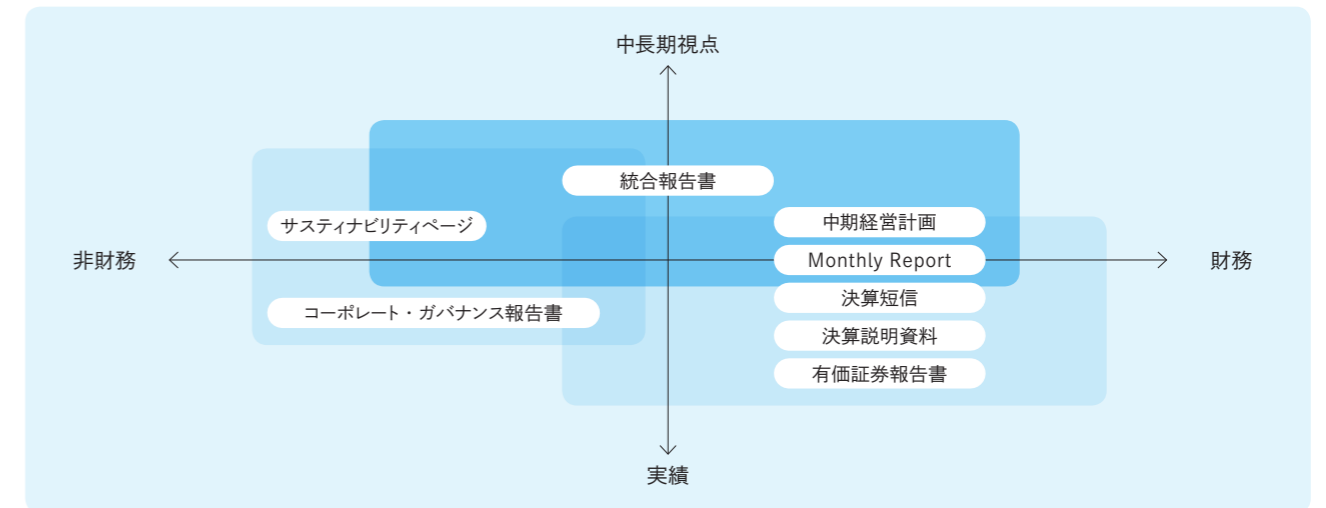 中長期視点
統合報告書
サスティナビリティページ
中期経営計画
非財務
Monthly Report
財務
決算短信
コーポレート・ガバナンス報告書
決算説明資料
有価証券報告書
実績